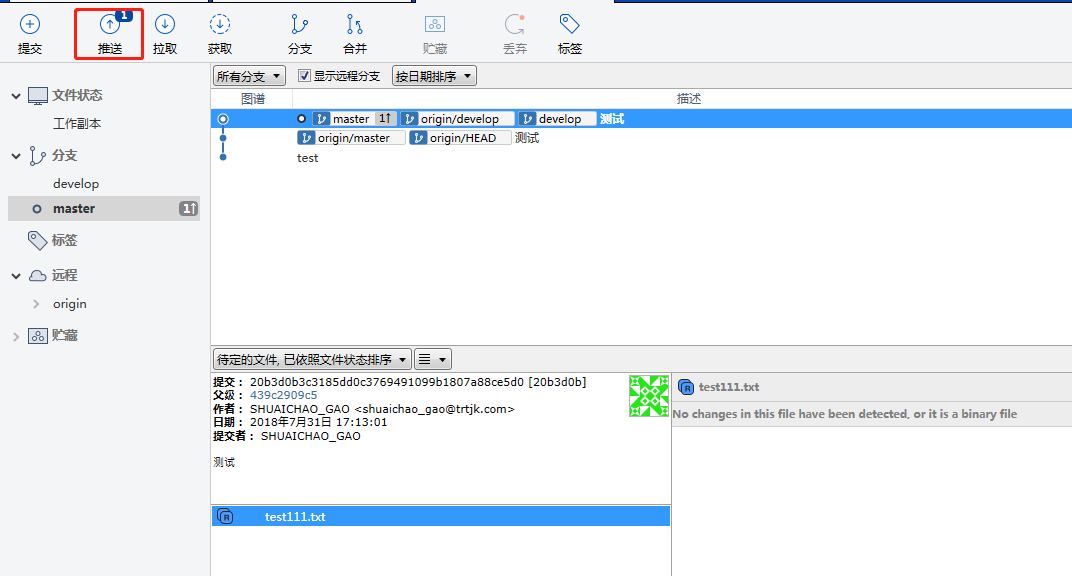 1
提交 推送 拉取 获取 分支 合并 贮藏 丢弃 标签
文件状态
工作副本
分支
develop
master 1↑
标签
远程
origin
贮藏
所有分支 显示远程分支 按日期排序
图谱 描述
master 1↑ origin/develop develop 测试
origin/master origin/HEAD 测试
test
待定的文件, 已依照文件状态排序
提交： 20b3d0b3c3185dd0c3769491099b1807a88ce5d0 [20b3d0b]
父级： 439c2909c5
作者： SHUAICHAO_GAO <shuaichao_gao@trtjk.com>
日期： 2018年7月31日 17:13:01
提交者： SHUAICHAO_GAO
测试
R test111.txt
R test111.txt
No changes in this file have been detected, or it is a binary file